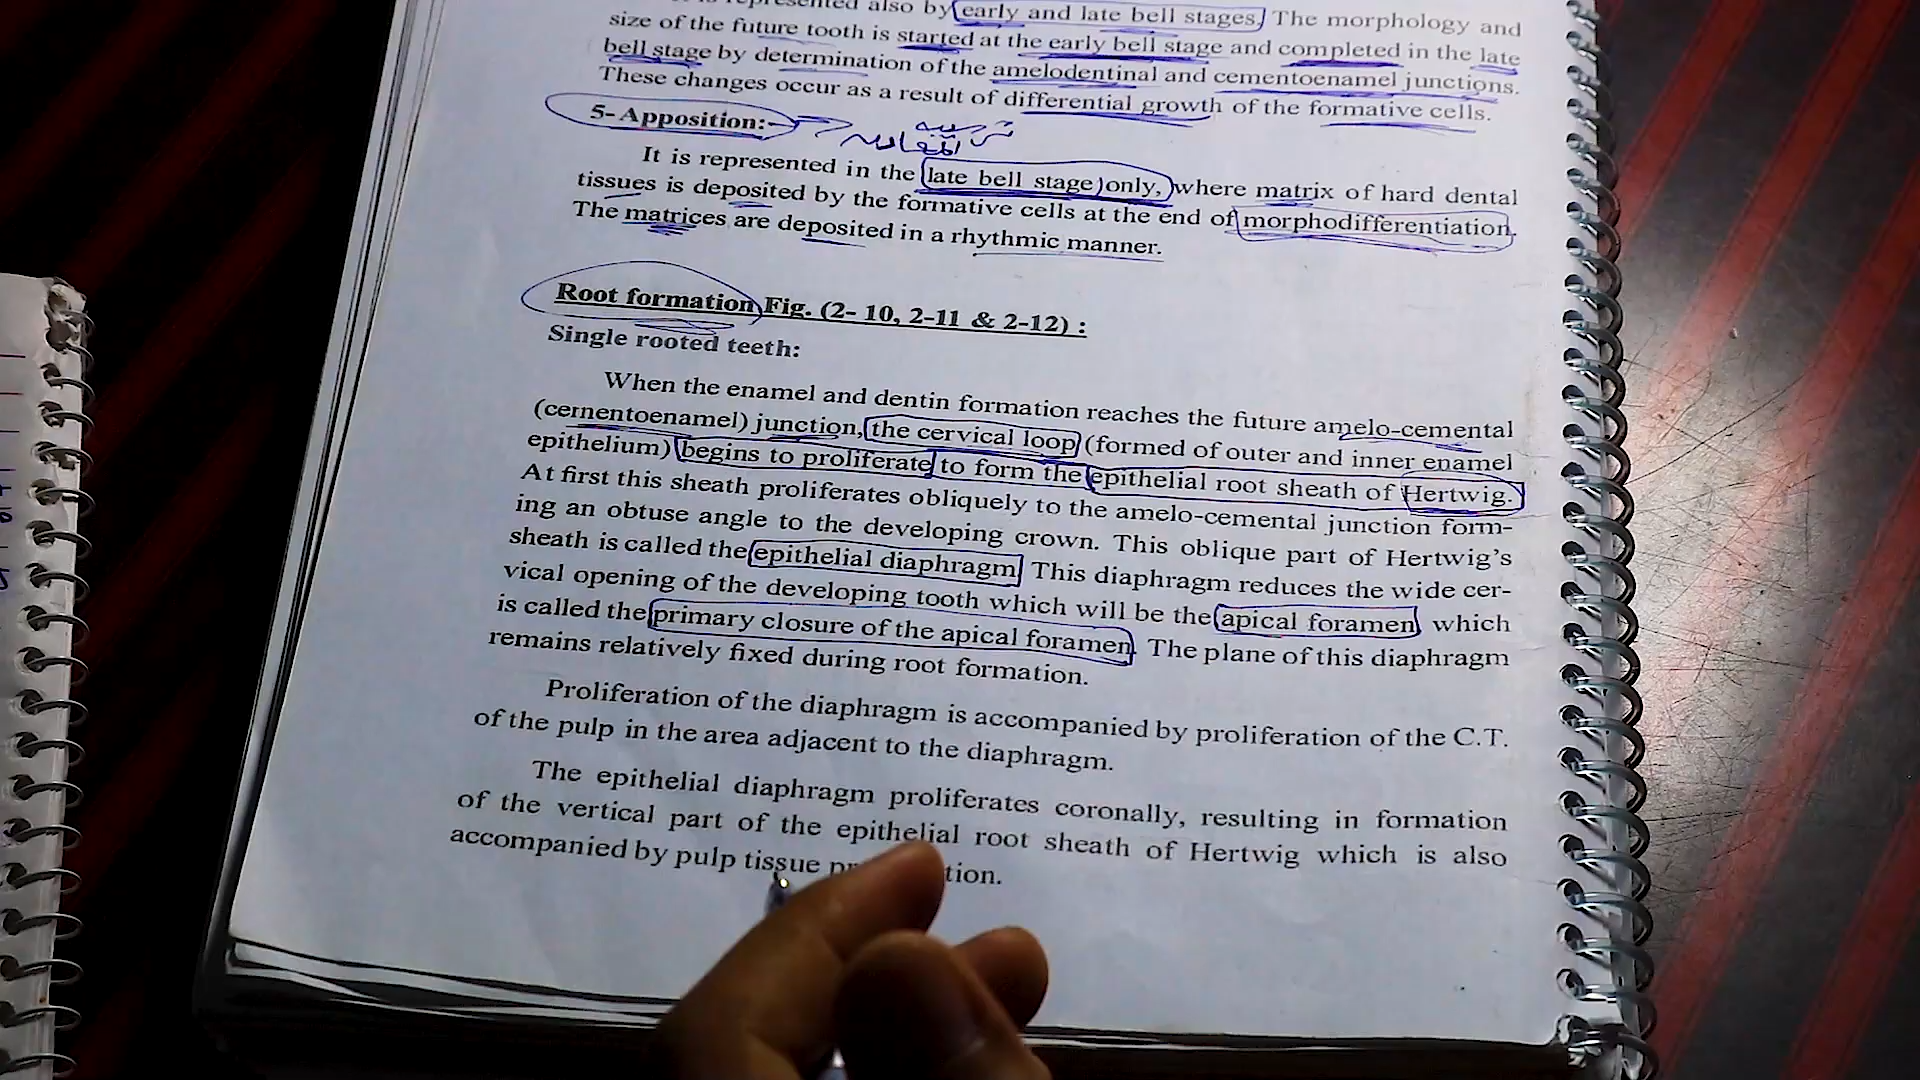 also by early and late bell stages. The morphology and
size of the future tooth is started at the early bell stage and completed in the late
bell stage by determination of the amelodentinal and cementoenamel junctions.
These changes occur as a result of differential growth of the formative cells.
5- Apposition:-
It is represented in the late bell stage only, where matrix of hard dental
tissues is deposited by the formative cells at the end of morphodifferentiation.
The matrices are deposited in a rhythmic manner.
Root formation Fig. (2- 10, 2-11 & 2-12) :
Single rooted teeth:
When the enamel and dentin formation reaches the future amelo-cemental
(cementoenamel) junction, the cervical loop (formed of outer and inner enamel
epithelium) begins to proliferate to form the epithelial root sheath of Hertwig.
At first this sheath proliferates obliquely to the amelo-cemental junction form-
ing an obtuse angle to the developing crown. This oblique part of Hertwig's
sheath is called the epithelial diaphragm. This diaphragm reduces the wide cer-
vical opening of the developing tooth which will be the apical foramen, which
is called the primary closure of the apical foramen. The plane of this diaphragm
remains relatively fixed during root formation.
Proliferation of the diaphragm is accompanied by proliferation of the C.T.
of the pulp in the area adjacent to the diaphragm.
The epithelial diaphragm proliferates coronally, resulting in formation
of the vertical part of the epithelial root sheath of Hertwig which is also
accompanied by pulp tissue